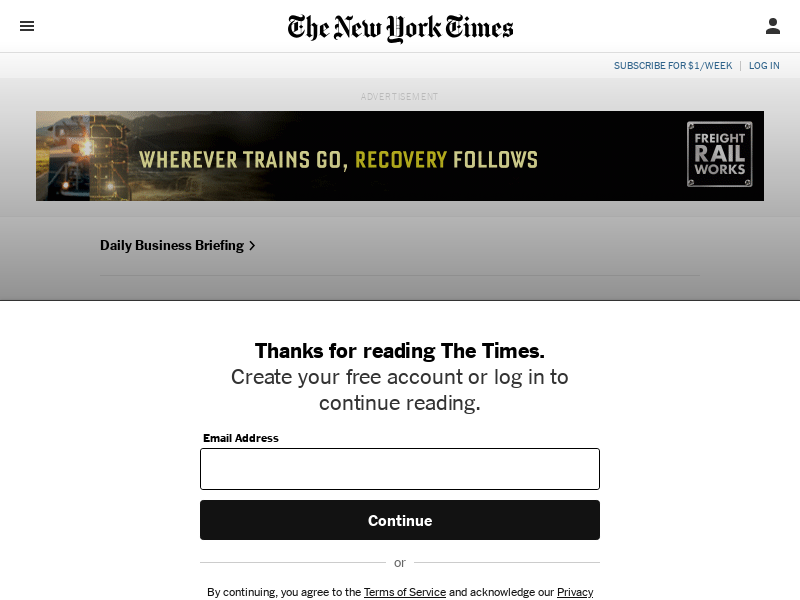 The New York Times
SUBSCRIBE FOR $1/WEEK
LOG IN
ADVERTISEMENT
WHEREVER TRAINS GO, RECOVERY FOLLOWS
FREIGHT
RAIL
WORKS
Daily Business Briefing
Thanks for reading The Times.
Create your free account or log in to
continue reading.
Email Address
Continue
or
By continuing, you agree to the Terms of Service and acknowledge our Privacy